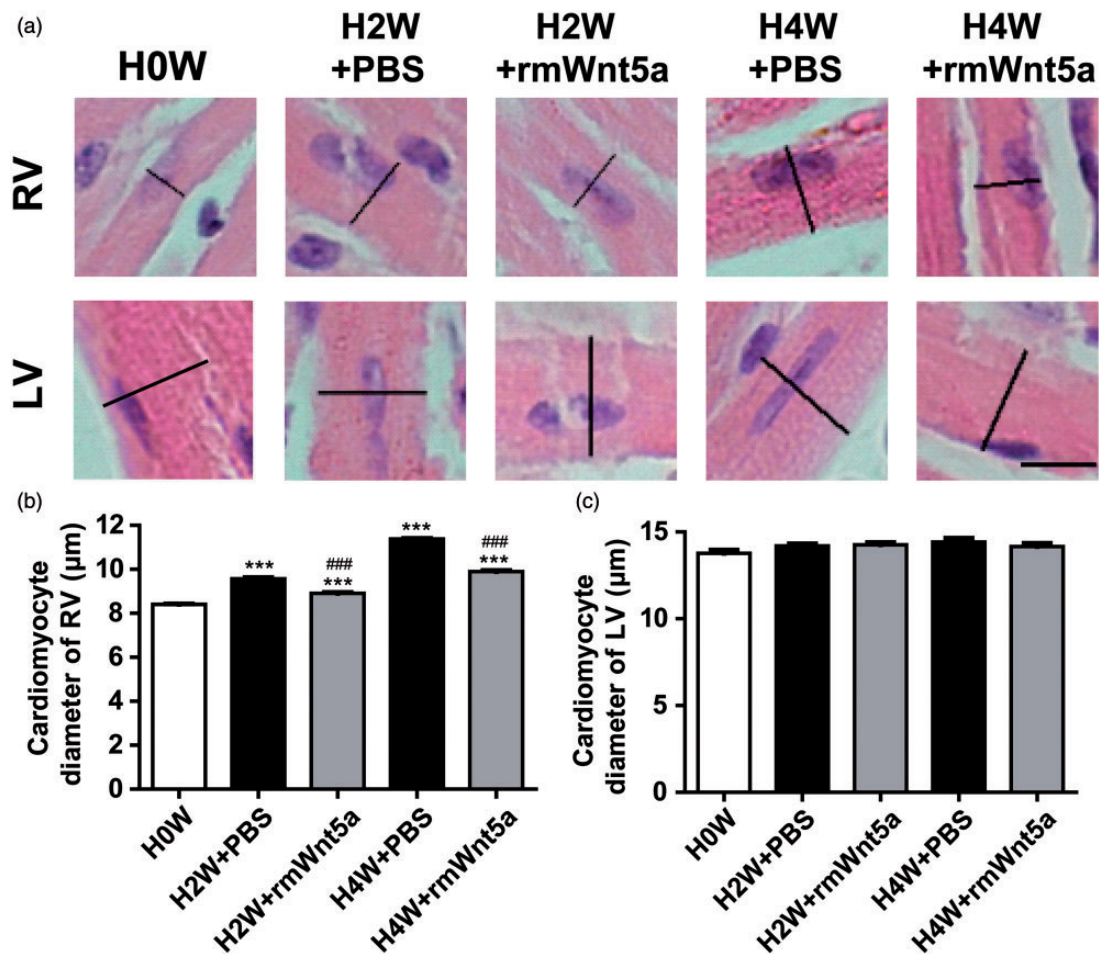 (a)
H0W
H2W
+PBS
H2W
+rmWnt5a
H4W
+PBS
H4W
+rmWnt5a
RV
LV
(b)
Cardiomyocyte
diameter of RV (μm)
12
10
8
6
4
2
0
***
###
***
***
###
***
H0W
H2W+PBS
H2W+rmWnt5a
H4W+PBS
H4W+rmWnt5a
(c)
Cardiomyocyte
diameter of LV (μm)
15
10
5
0
H0W
H2W+PBS
H2W+rmWnt5a
H4W+PBS
H4W+rmWnt5a